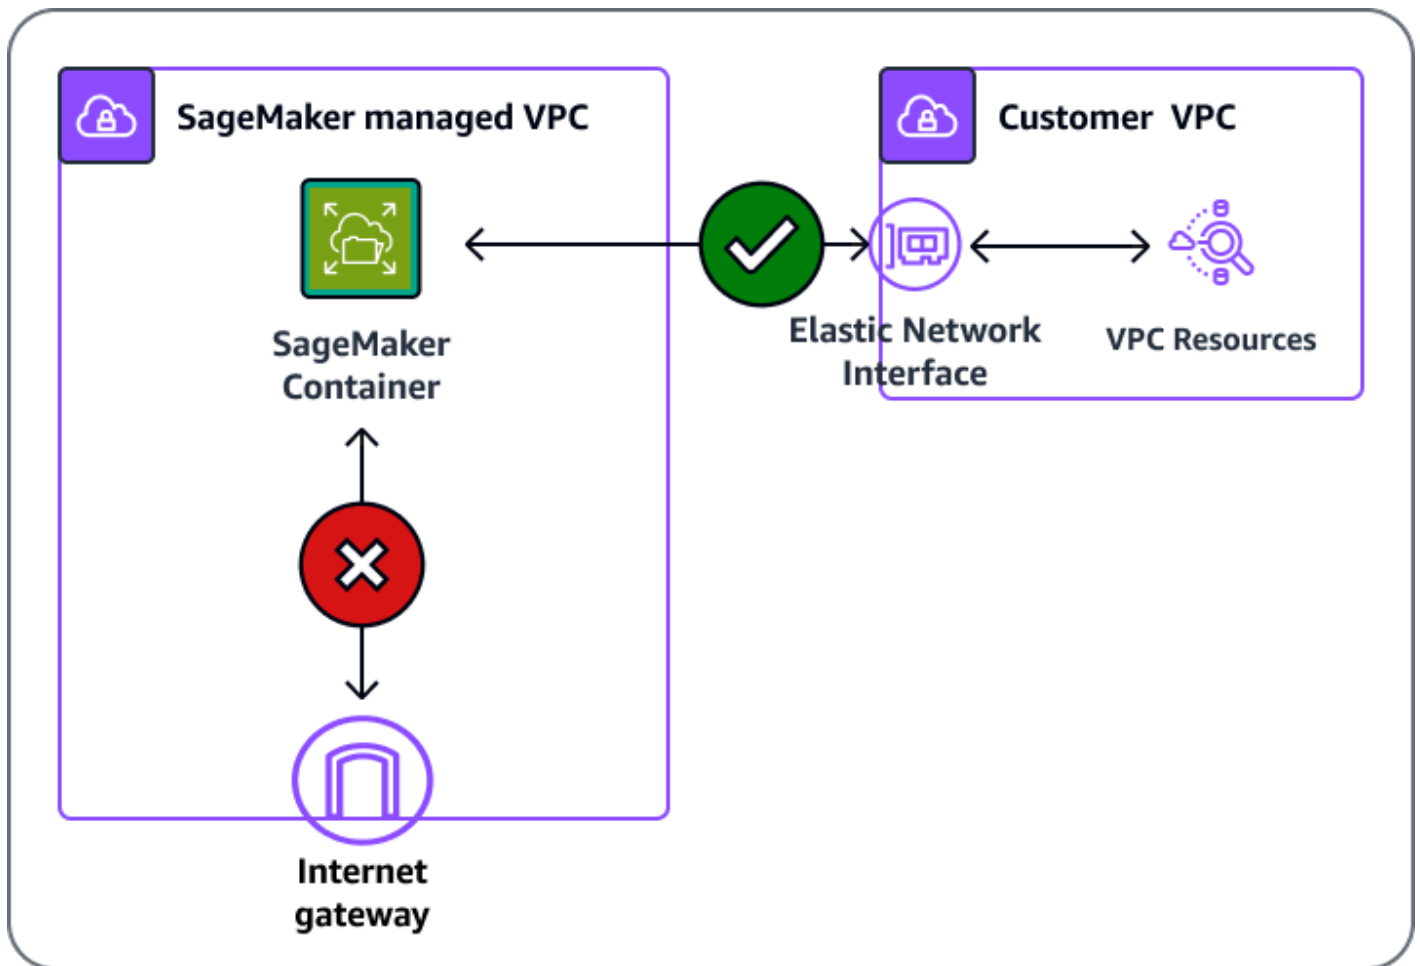 SageMaker managed VPC
Customer VPC
SageMaker
Container
Elastic Network
Interface
VPC Resources
Internet
gateway